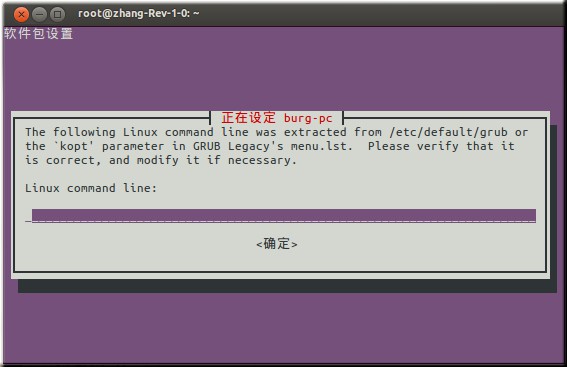 root@zhang-Rev-1-0: ~
软件包设置
正在设定 burg-pc
The following Linux command line was extracted from /etc/default/grub or
the `kopt' parameter in GRUB Legacy's menu.lst.  Please verify that it
is correct, and modify it if necessary.
Linux command line:
<确定>